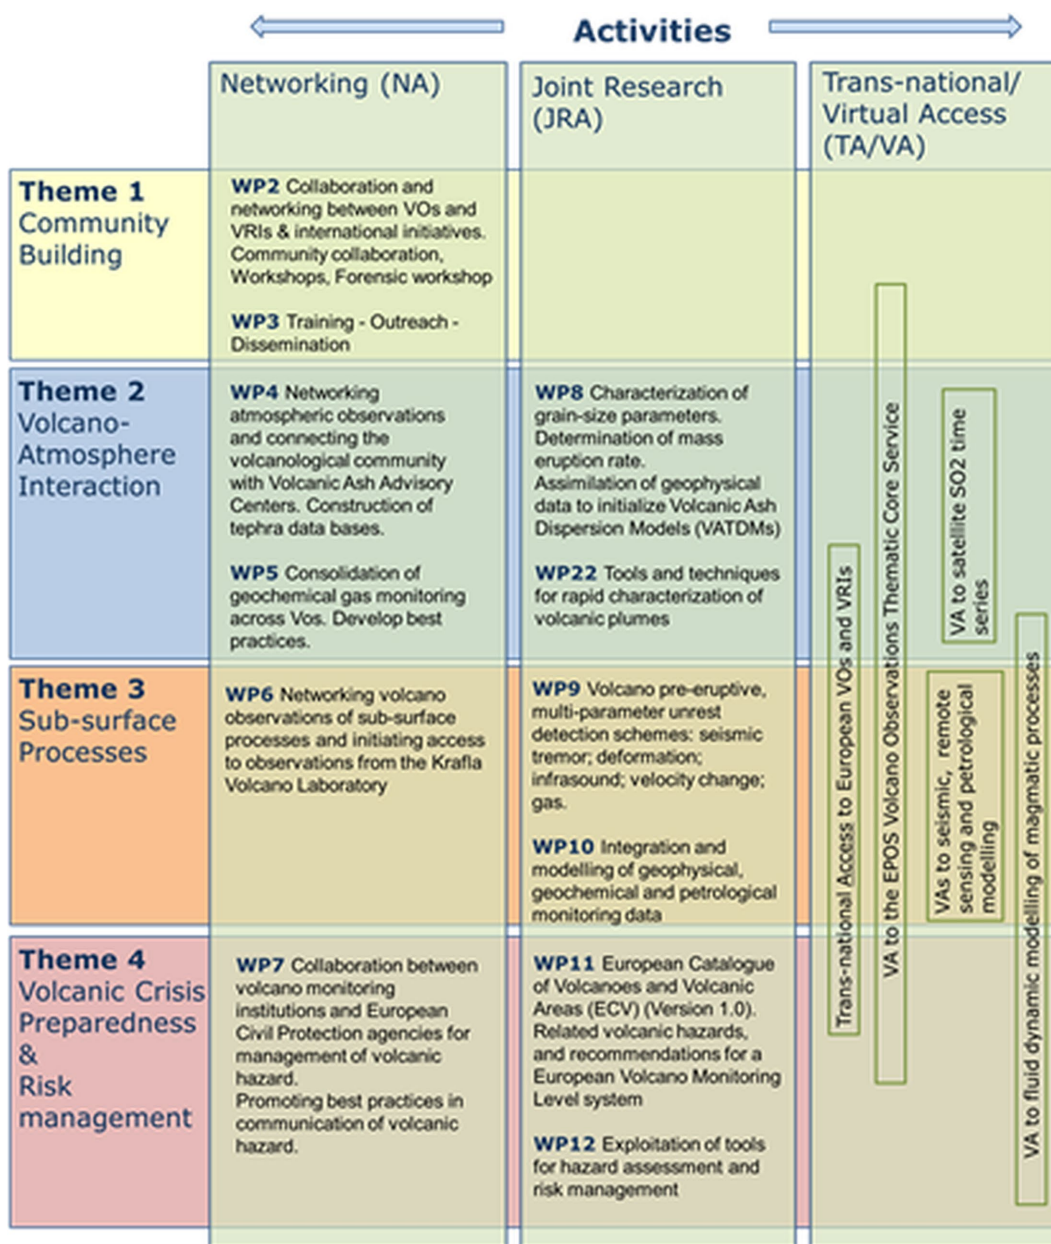 Activities
Networking (NA)
Joint Research
(JRA)
Trans-national/
Virtual Access
(TA/VA)
Theme 1
Community
Building
WP2 Collaboration and
networking between VOs and
VRIs & international initiatives.
Community collaboration,
Workshops, Forensic workshop
WP3 Training - Outreach -
Dissemination
Theme 2
Volcano-
Atmosphere
Interaction
WP4 Networking
atmospheric observations
and connecting the
volcanological community
with Volcanic Ash Advisory
Centers. Construction of
tephra data bases.
WP5 Consolidation of
geochemical gas monitoring
across Vos. Develop best
practices.
WP8 Characterization of
grain-size parameters.
Determination of mass
eruption rate.
Assimilation of geophysical
data to initialize Volcanic Ash
Dispersion Models (VATDMs)
WP22 Tools and techniques
for rapid characterization of
volcanic plumes
Theme 3
Sub-surface
Processes
WP6 Networking volcano
observations of sub-surface
processes and initiating access
to observations from the Krafla
Volcano Laboratory
WP9 Volcano pre-eruptive,
multi-parameter unrest
detection schemes: seismic
tremor; deformation;
infrasound; velocity change;
gas.
WP10 Integration and
modelling of geophysical,
geochemical and petrological
monitoring data
Theme 4
Volcanic Crisis
Preparedness
&
Risk
management
WP7 Collaboration between
volcano monitoring
institutions and European
Civil Protection agencies for
management of volcanic
hazard.
Promoting best practices in
communication of volcanic
hazard.
WP11 European Catalogue
of Volcanoes and Volcanic
Areas (ECV) (Version 1.0).
Related volcanic hazards,
and recommendations for a
European Volcano Monitoring
Level system
WP12 Exploitation of tools
for hazard assessment and
risk management
Trans-national Access to European VOs and VRIs
VA to the EPOS Volcano Observations Thematic Core Service
VA to satellite SO2 time
series
VAs to seismic, remote
sensing and petrological
modelling
VA to fluid dynamic modelling of magmatic processes